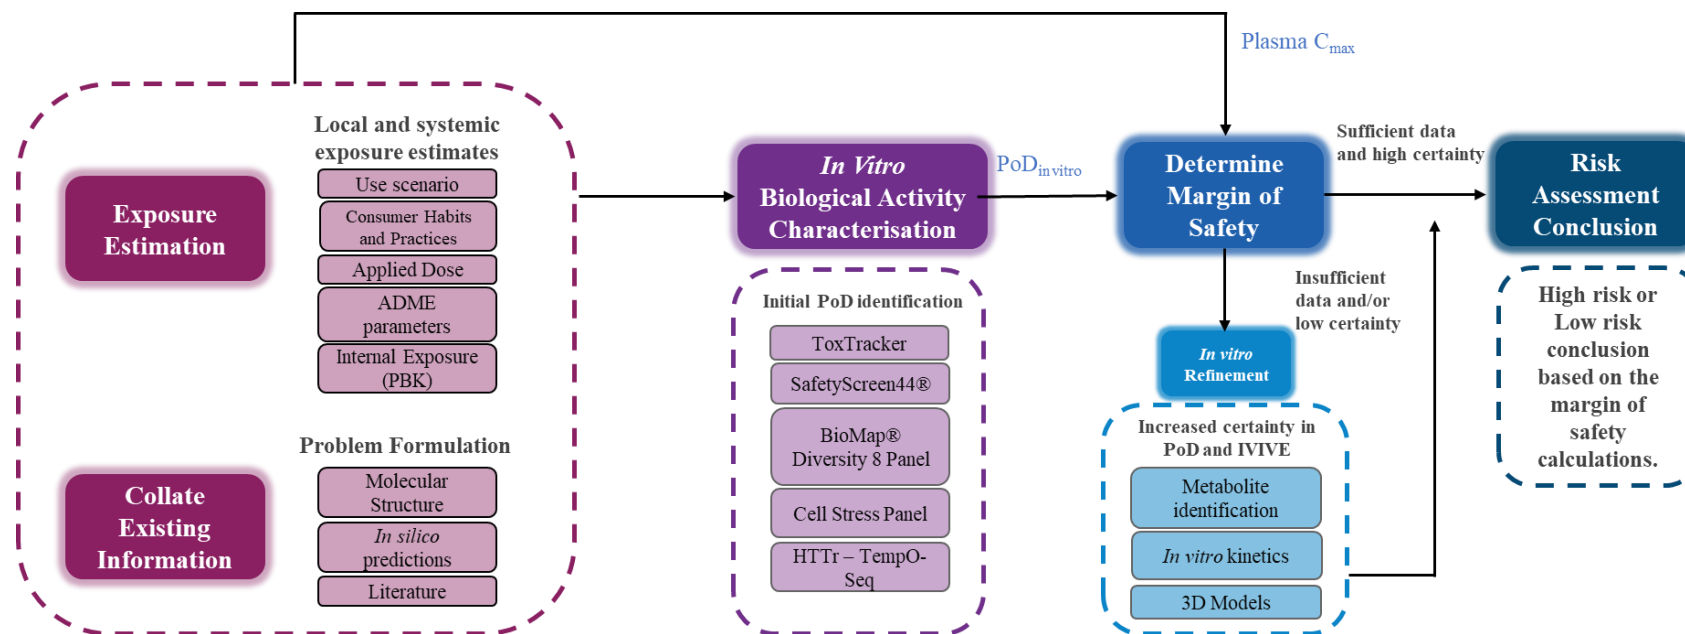 Plasma Cmax
Local and systemic
exposure estimates
Exposure
Estimation
Use scenario
Consumer Habits
and Practices
Applied Dose
ADME
parameters
Internal Exposure
(PBK)
Problem Formulation
Collate
Existing
Information
Molecular
Structure
In silico
predictions
Literature
In Vitro
Biological Activity
Characterisation
PoDin vitro
Initial PoD identification
ToxTracker
SafetyScreen44®
BioMap®
Diversity 8 Panel
Cell Stress Panel
HTTr – TempO-
Seq
Determine
Margin of
Safety
Sufficient data
and high certainty
Insufficient
data and/or
low certainty
In vitro
Refinement
Increased certainty in
PoD and IVIVE
Metabolite
identification
In vitro kinetics
3D Models
Risk
Assessment
Conclusion
High risk or
Low risk
conclusion
based on the
margin of
safety
calculations.